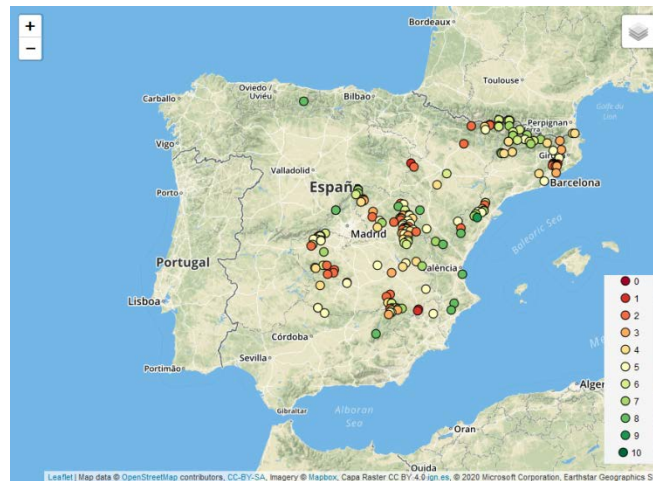 +
−
Bordeaux
Toulouse
Carballo
Oviedo /
Uviéu
Bilbao
Golfe du
Lion
Perpignan
Vigo
Valladolid
España
Barcelona
Porto
Madrid
Portugal
Balearic Sea
València
Lisboa
Córdoba
Sevilla
Portimão
Gibraltar
Alboran
Sea
Oran
Alger
Ouida
0
1
2
3
4
5
6
7
8
9
10
Leaflet | Map data © OpenStreetMap contributors, CC-BY-SA, Imagery © Mapbox, Capa Raster CC BY 4.0 ign.es, © 2020 Microsoft Corporation, Earthstar Geographics S